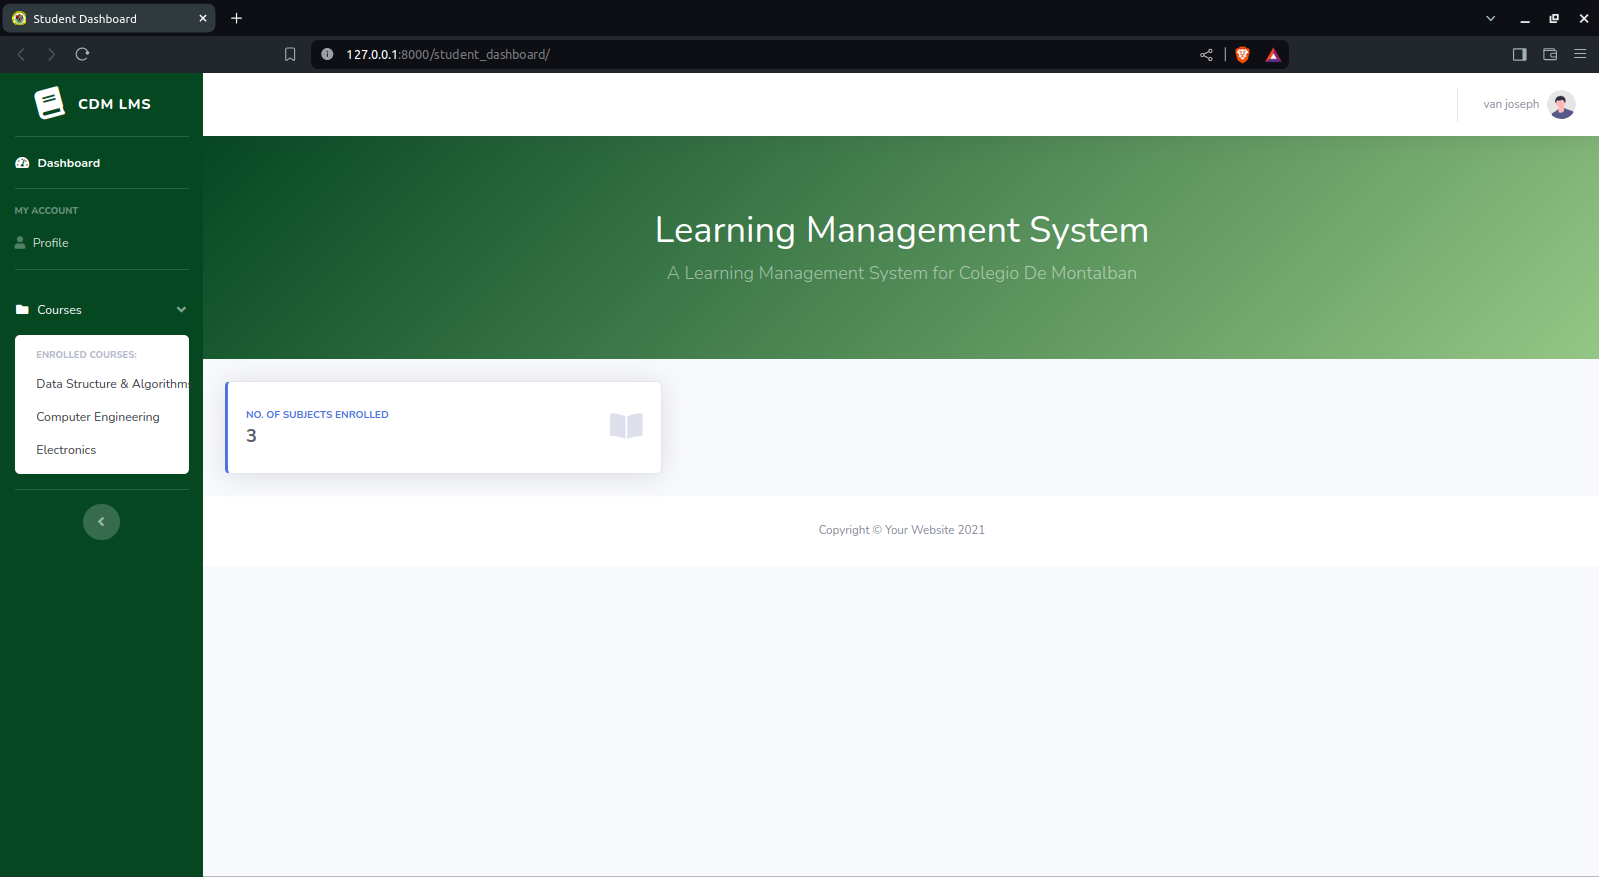 Student Dashboard
127.0.0.1:8000/student_dashboard/
CDM LMS
van joseph
Dashboard
MY ACCOUNT
Profile
Courses
ENROLLED COURSES:
Data Structure & Algorithms
Computer Engineering
Electronics
Learning Management System
A Learning Management System for Colegio De Montalban
NO. OF SUBJECTS ENROLLED
3
Copyright © Your Website 2021